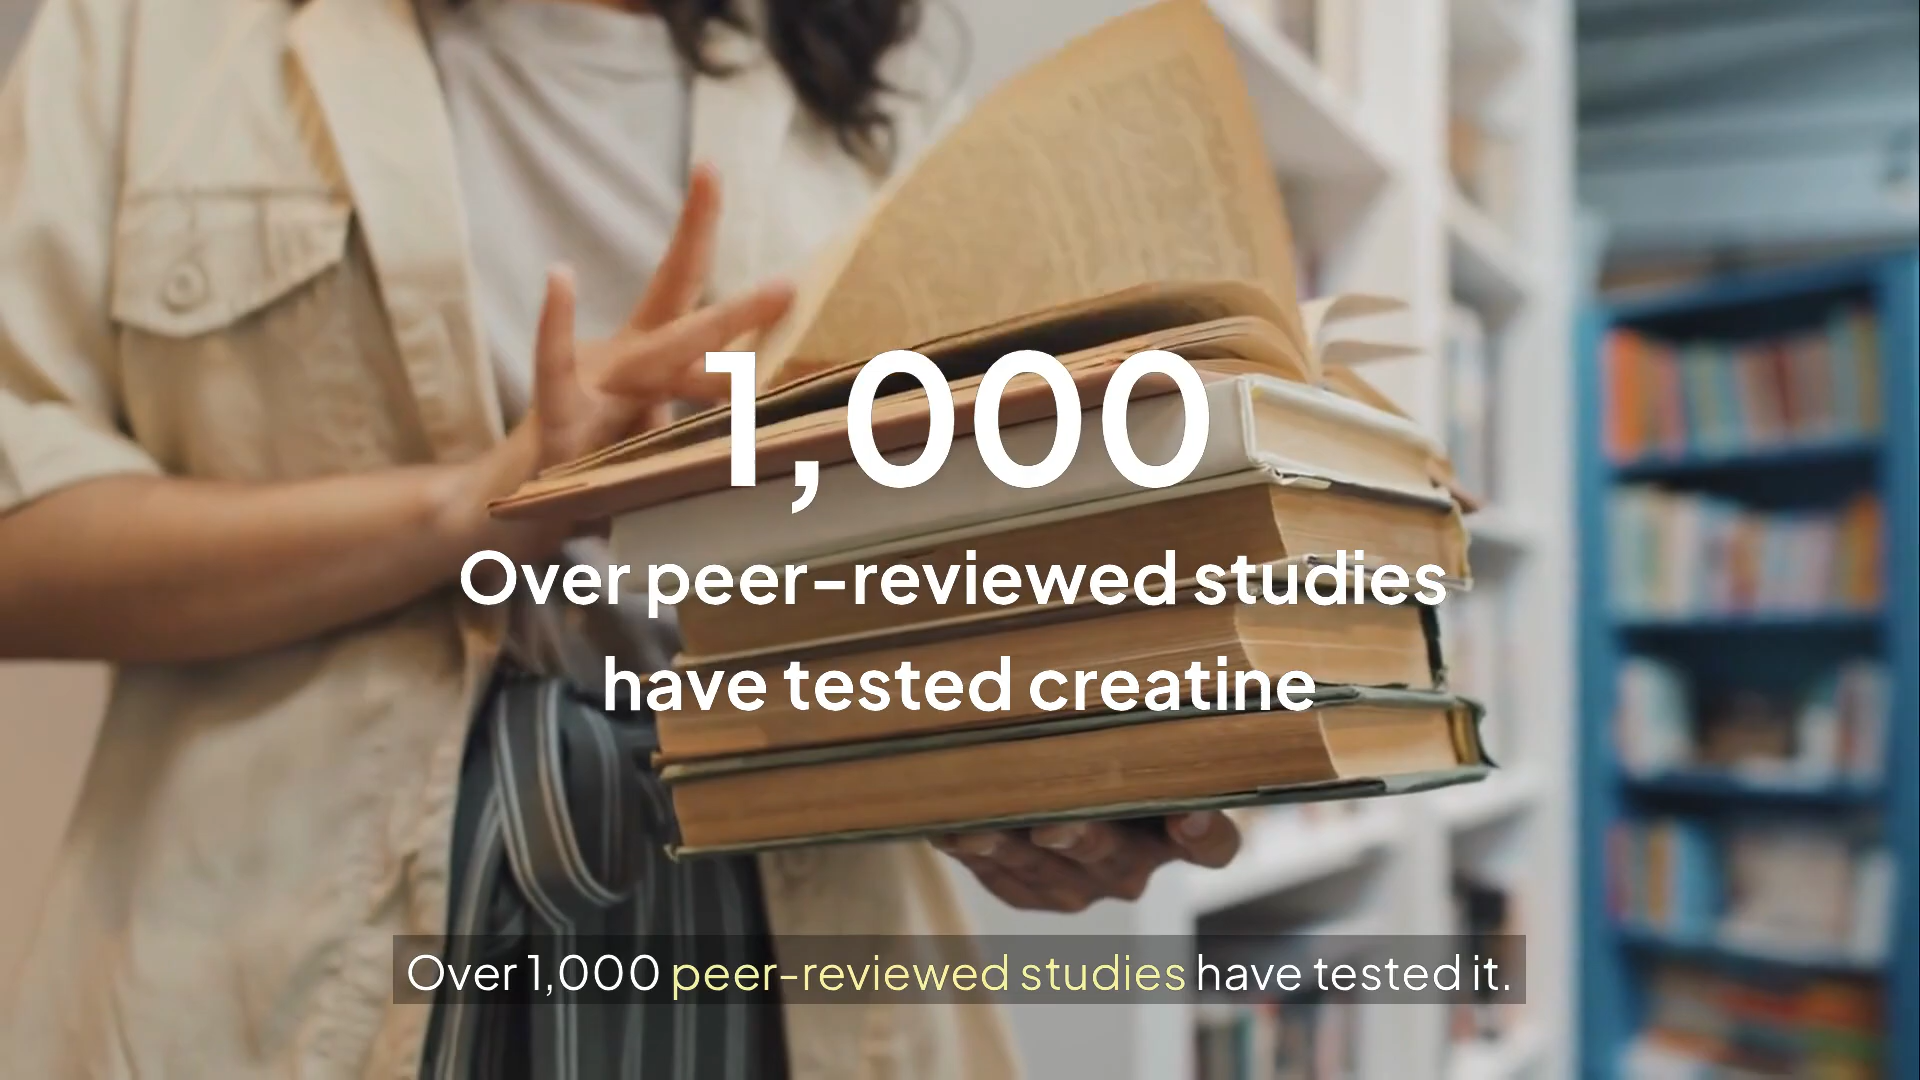 1,000
Over peer-reviewed studies
have tested creatine
Over 1,000 peer-reviewed studies have tested it.